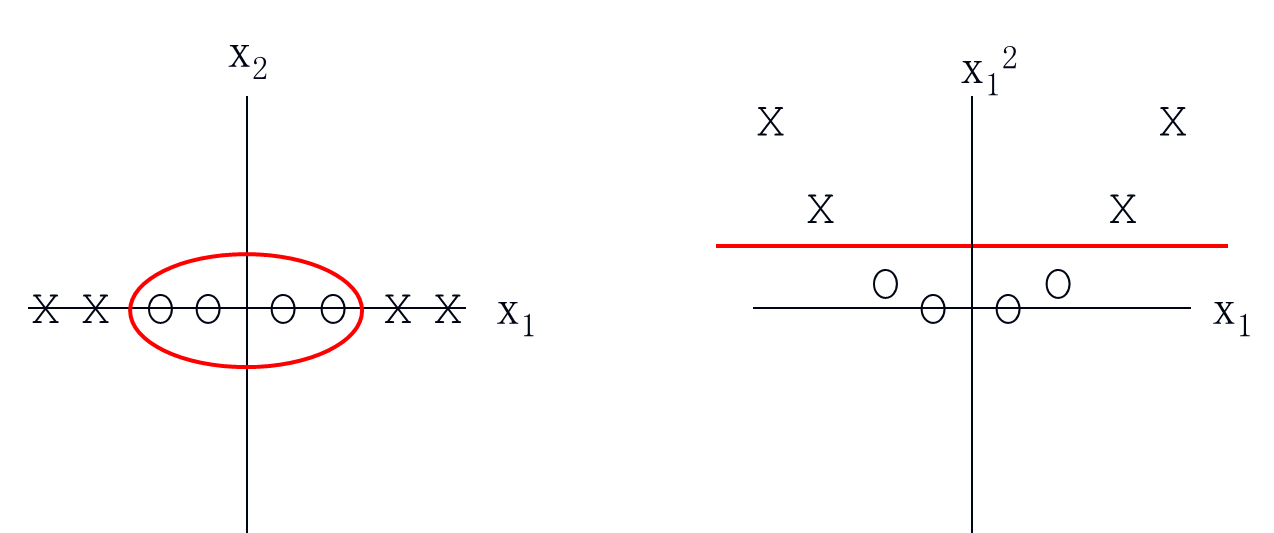 x₂
x₁²
X X
X X
X X O O O O X X x₁
O O O O x₁